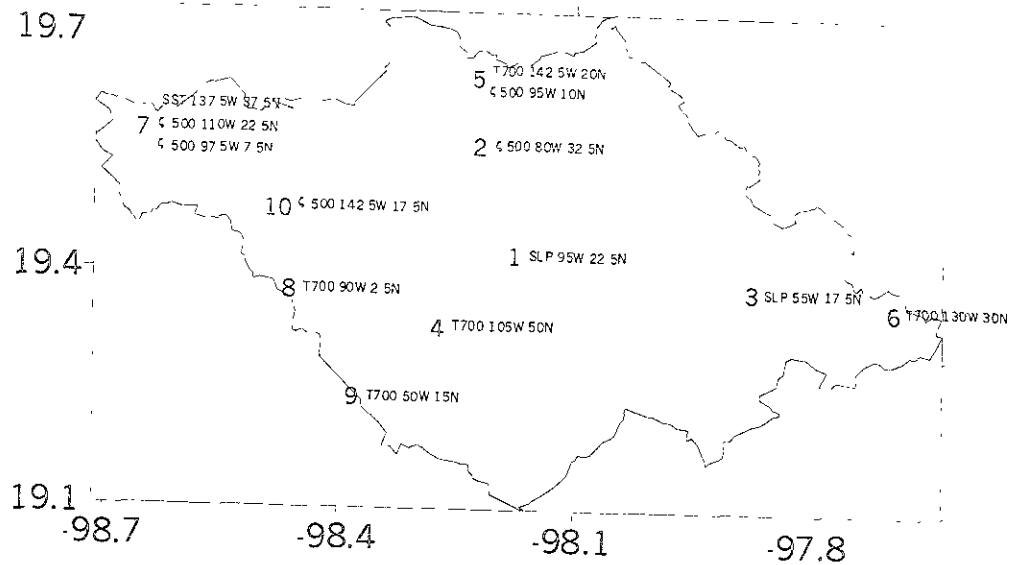 19.7
5 T700 142 5W 20N
ς 500 95W 10N
SST 137 5W 37 5N
7 ς 500 110W 22 5N
ς 500 97 5W 7 5N
2 ς 500 80W 32 5N
10 ς 500 142 5W 17 5N
19.4
1 SLP 95W 22 5N
8 T700 90W 2 5N
3 SLP 55W 17 5N
6 T700 130W 30N
4 T700 105W 50N
9 T700 50W 15N
19.1
-98.7 -98.4 -98.1 -97.8